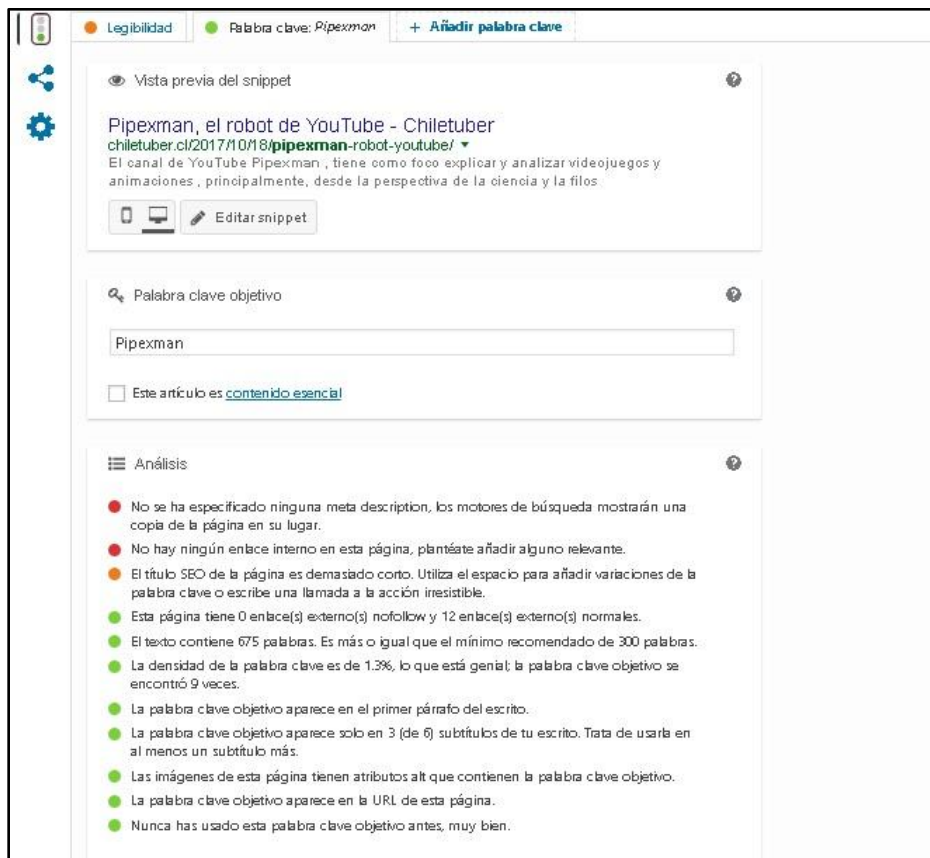 Legibilidad
Palabra clave: Pipexman
+ Añadir palabra clave
Vista previa del snippet
Pipexman, el robot de YouTube - Chiletuber
chiletuber.cl/2017/10/18/pipexman-robot-youtube/
El canal de YouTube Pipexman , tiene como foco explicar y analizar videojuegos y
animaciones , principalmente, desde la perspectiva de la ciencia y la filos
Editar snippet
Palabra clave objetivo
Pipexman
Este artículo es contenido esencial
Análisis
No se ha especificado ninguna meta description, los motores de búsqueda mostrarán una
copia de la página en su lugar.
No hay ningún enlace interno en esta página, plantéate añadir alguno relevante.
El título SEO de la página es demasiado corto. Utiliza el espacio para añadir variaciones de la
palabra clave o escribe una llamada a la acción irresistible.
Esta página tiene 0 enlace(s) externo(s) nofollow y 12 enlace(s) externo(s) normales.
El texto contiene 675 palabras. Es más o igual que el mínimo recomendado de 300 palabras.
La densidad de la palabra clave es de 1.3%, lo que está genial; la palabra clave objetivo se
encontró 9 veces.
La palabra clave objetivo aparece en el primer párrafo del escrito.
La palabra clave objetivo aparece solo en 3 (de 6) subtítulos de tu escrito. Trata de usarla en
al menos un subtítulo más.
Las imágenes de esta página tienen atributos alt que contienen la palabra clave objetivo.
La palabra clave objetivo aparece en la URL de esta página.
Nunca has usado esta palabra clave objetivo antes, muy bien.